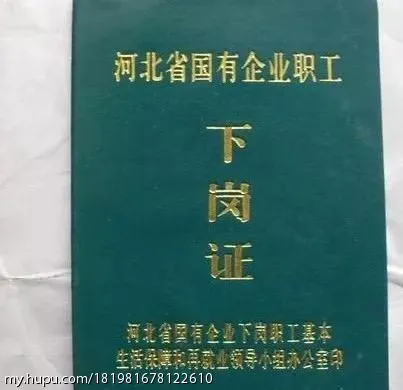 河北省国有企业职工
下
岗
证
河北省国有企业下岗职工基本
生活保障和再就业领导小组办公室印
my.hupu.com/181981678122610